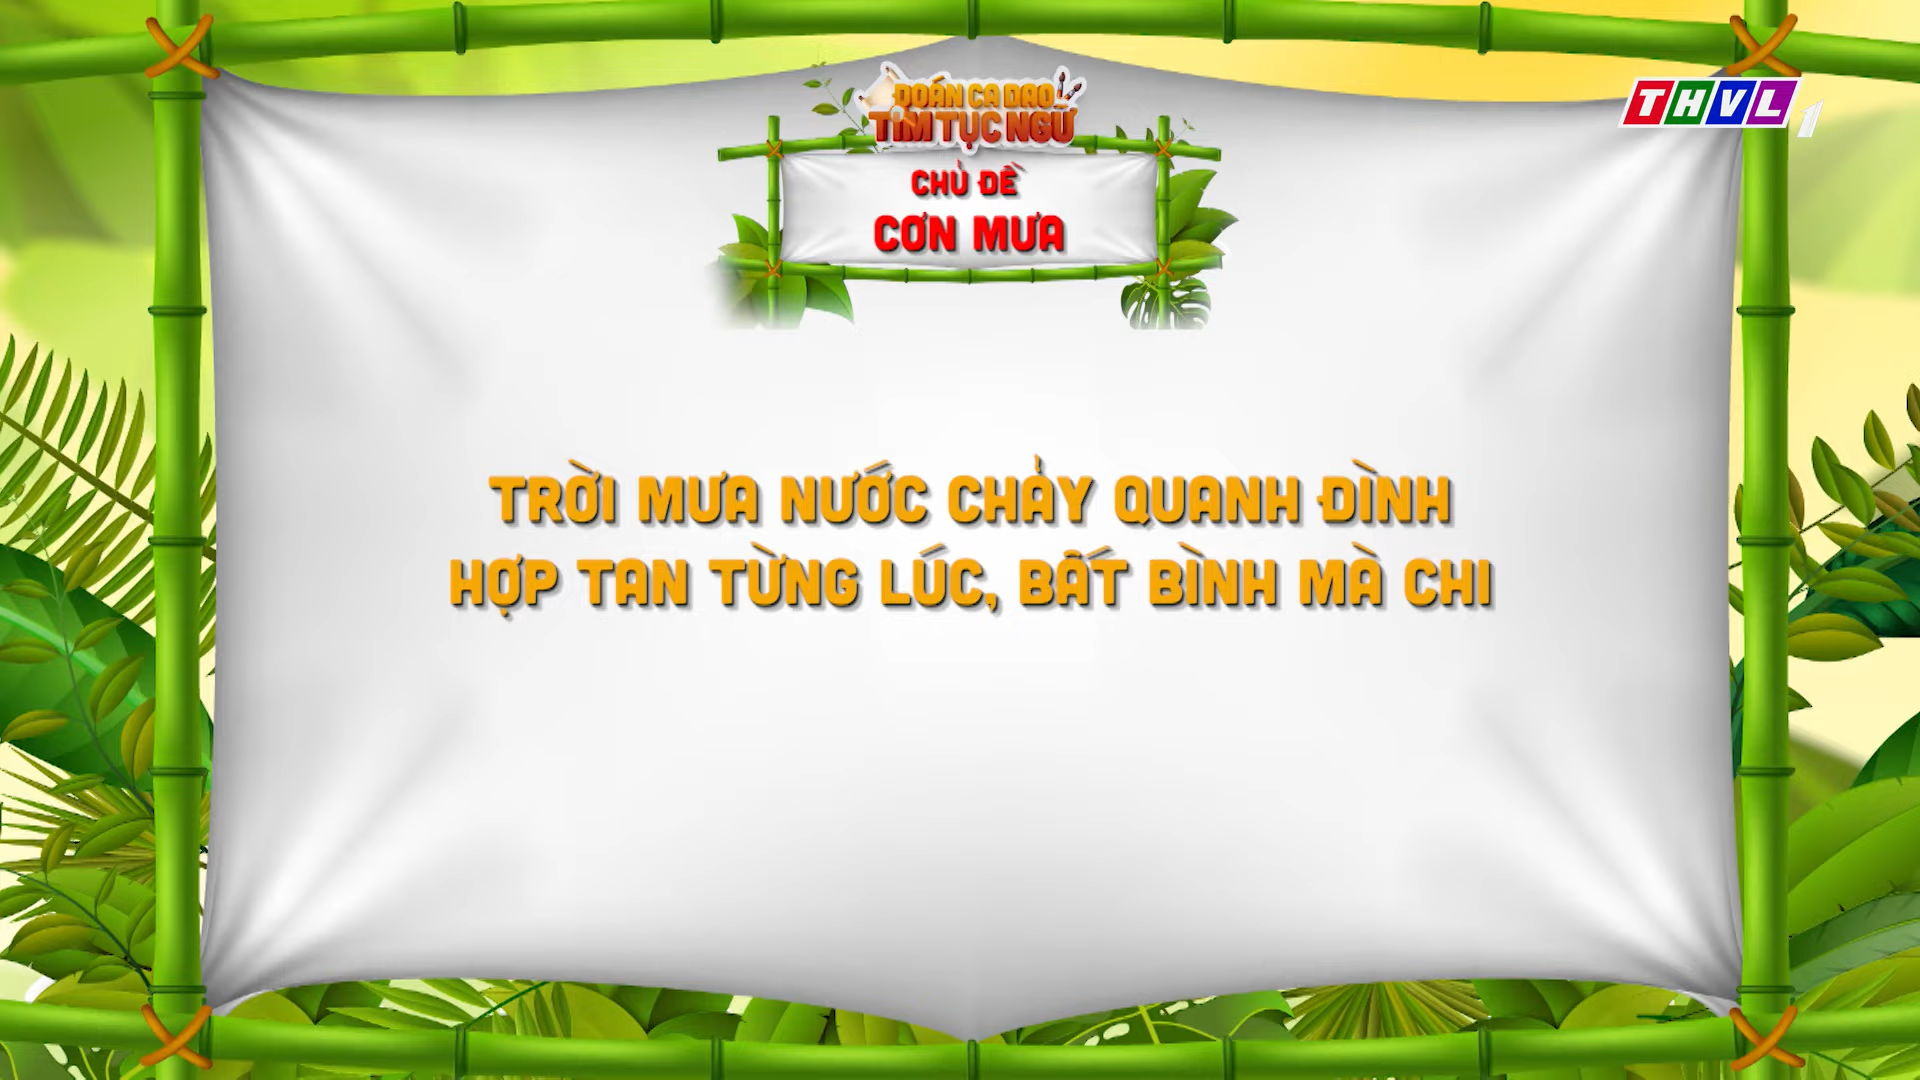 ĐOÁN CA DAO
TÌM TỤC NGỮ
THVL 1
CHỦ ĐỀ
CƠN MƯA
TRỜI MƯA NƯỚC CHẢY QUANH ĐÌNH
HỢP TAN TỪNG LÚC, BẤT BÌNH MÀ CHI